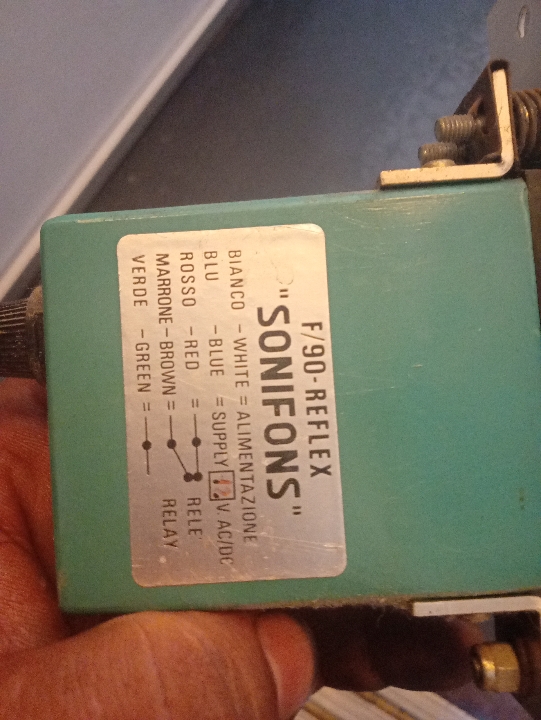 F/90-REFLEX
"SONIFONS"
BIANCO - WHITE = ALIMENTAZIONE
BLU - BLUE = SUPPLY 12 V. AC/DC
ROSSO - RED = RELE'
MARRONE - BROWN = RELAY
VERDE - GREEN =